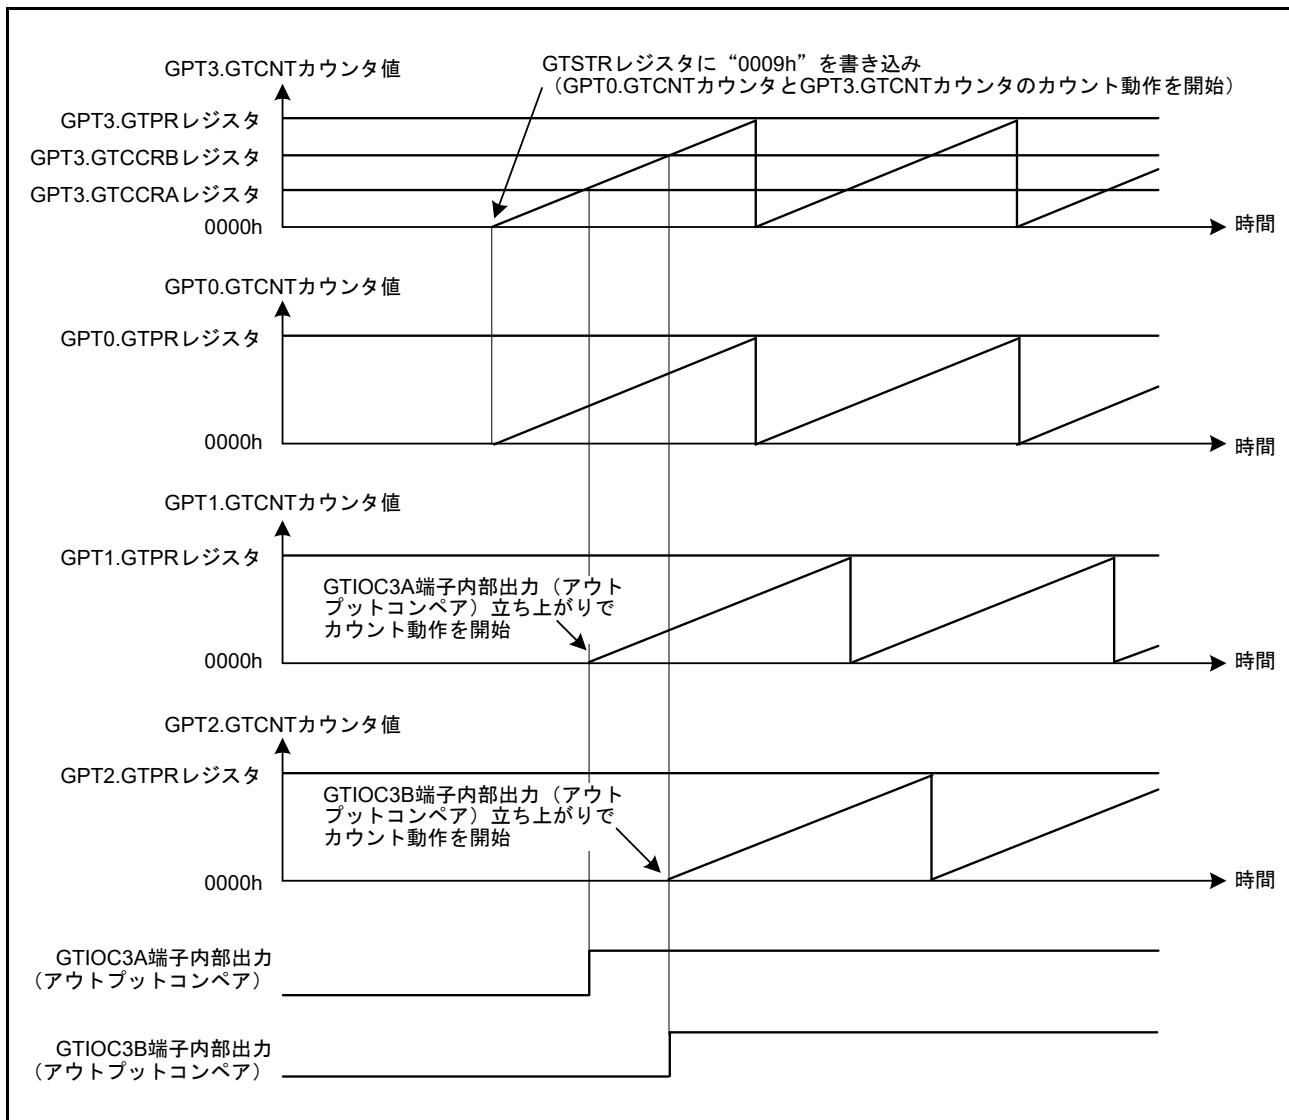 GPT3.GTCNTカウンタ値
GTSTRレジスタに“0009h”を書き込み
（GPT0.GTCNTカウンタとGPT3.GTCNTカウンタのカウント動作を開始）
GPT3.GTPRレジスタ
GPT3.GTCCRBレジスタ
GPT3.GTCCRAレジスタ
0000h
時間
GPT0.GTCNTカウンタ値
GPT0.GTPRレジスタ
0000h
時間
GPT1.GTCNTカウンタ値
GPT1.GTPRレジスタ
GTIOC3A端子内部出力（アウト
プットコンペア）立ち上がりで
カウント動作を開始
0000h
時間
GPT2.GTCNTカウンタ値
GPT2.GTPRレジスタ
GTIOC3B端子内部出力（アウト
プットコンペア）立ち上がりで
カウント動作を開始
0000h
時間
GTIOC3A端子内部出力
（アウトプットコンペア）
GTIOC3B端子内部出力
（アウトプットコンペア）